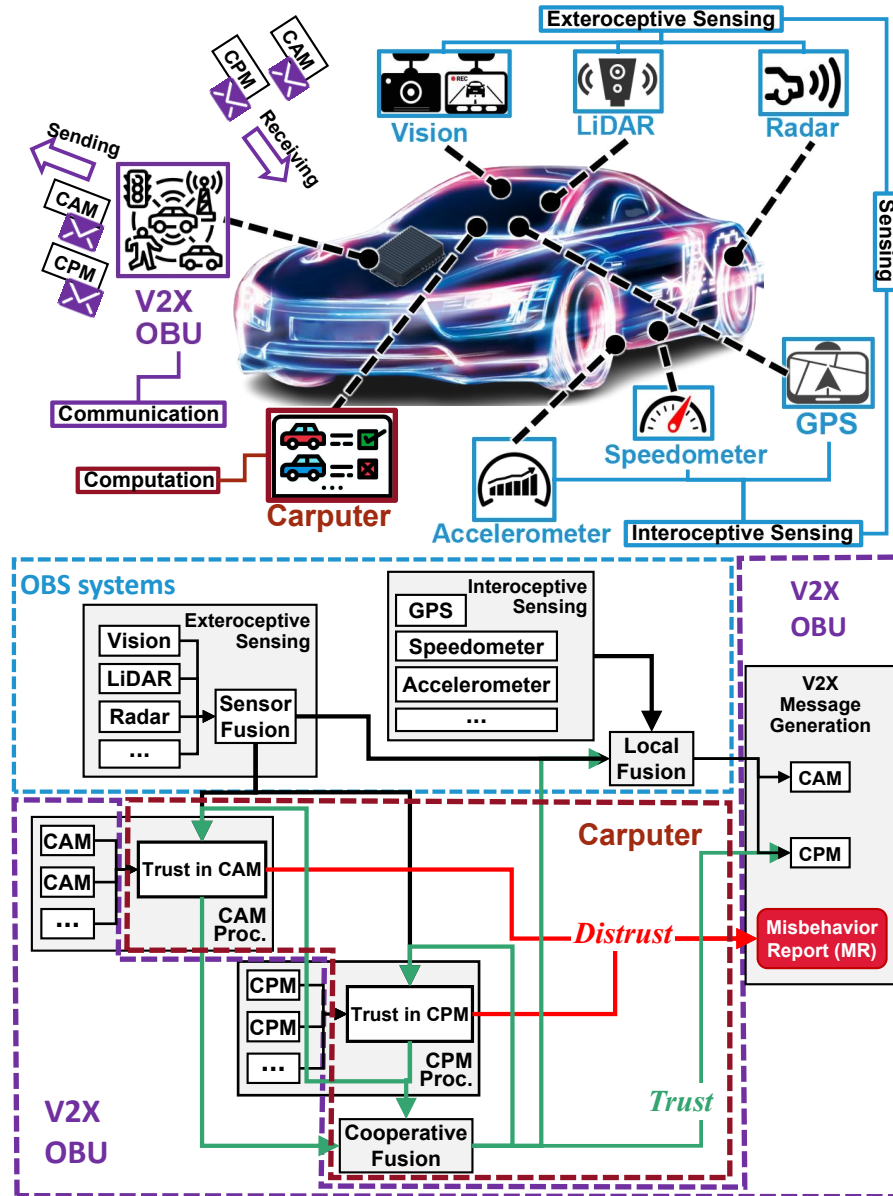 Exteroceptive Sensing
CPM
CAM
Sending
Receiving
REC
Vision
LiDAR
Radar
CAM
CPM
Sensing
V2X
OBU
Communication
Computation
...
Carputer
GPS
Speedometer
Accelerometer
Interoceptive Sensing
OBS systems
Exteroceptive
Sensing
Vision
LiDAR
Radar
...
Sensor
Fusion
Interoceptive
Sensing
GPS
Speedometer
Accelerometer
...
Local
Fusion
V2X
OBU
V2X
Message
Generation
CAM
CPM
Misbehavior
Report (MR)
Carputer
CAM
CAM
...
Trust in CAM
CAM
Proc.
Distrust
CPM
CPM
...
Trust in CPM
CPM
Proc.
Trust
Cooperative
Fusion
V2X
OBU